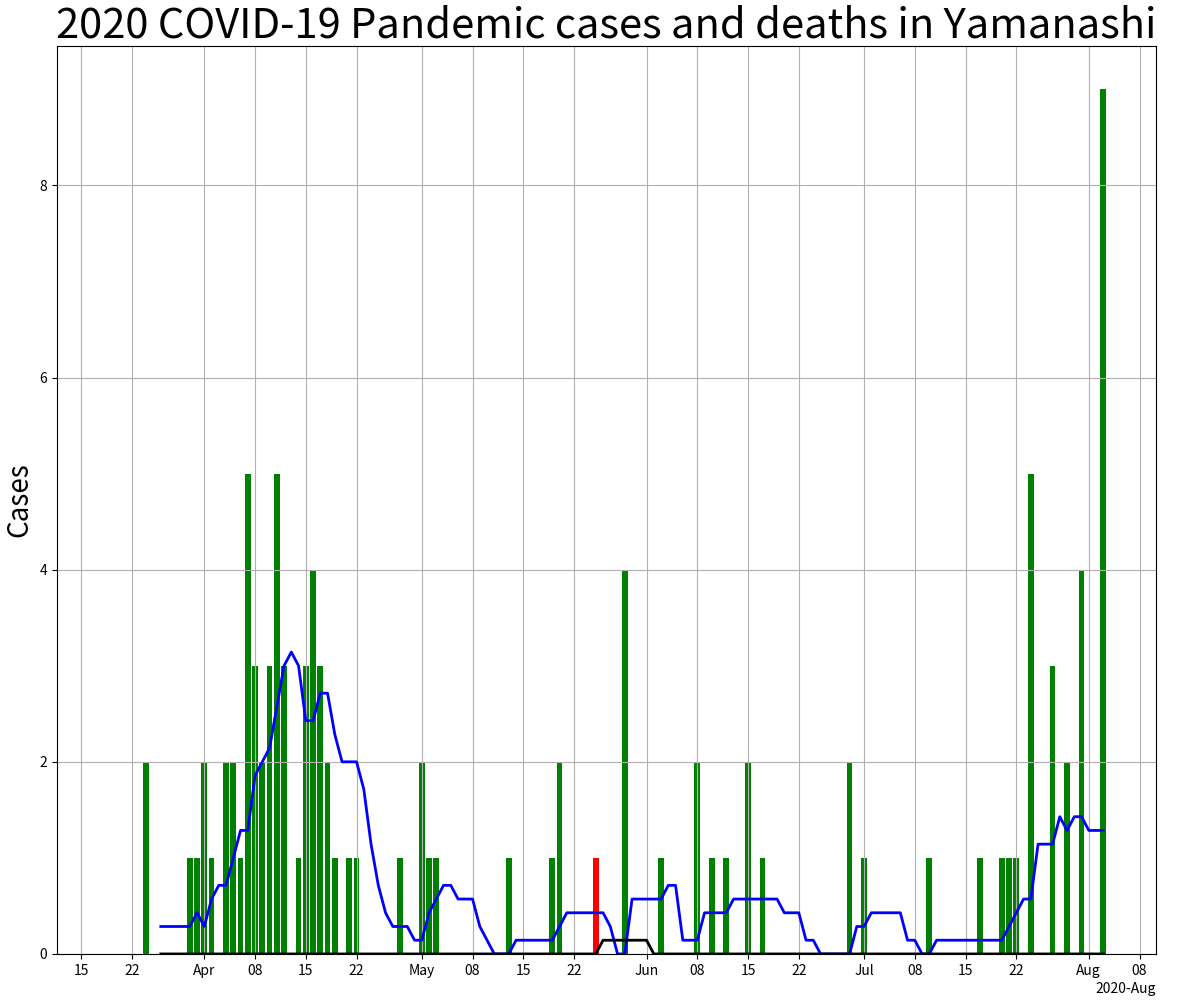 2020 COVID-19 Pandemic cases and deaths in Yamanashi
Cases
8
6
4
2
0
15 22 Apr 08 15 22 May 08 15 22 Jun 08 15 22 Jul 08 15 22 Aug 08
2020-Aug